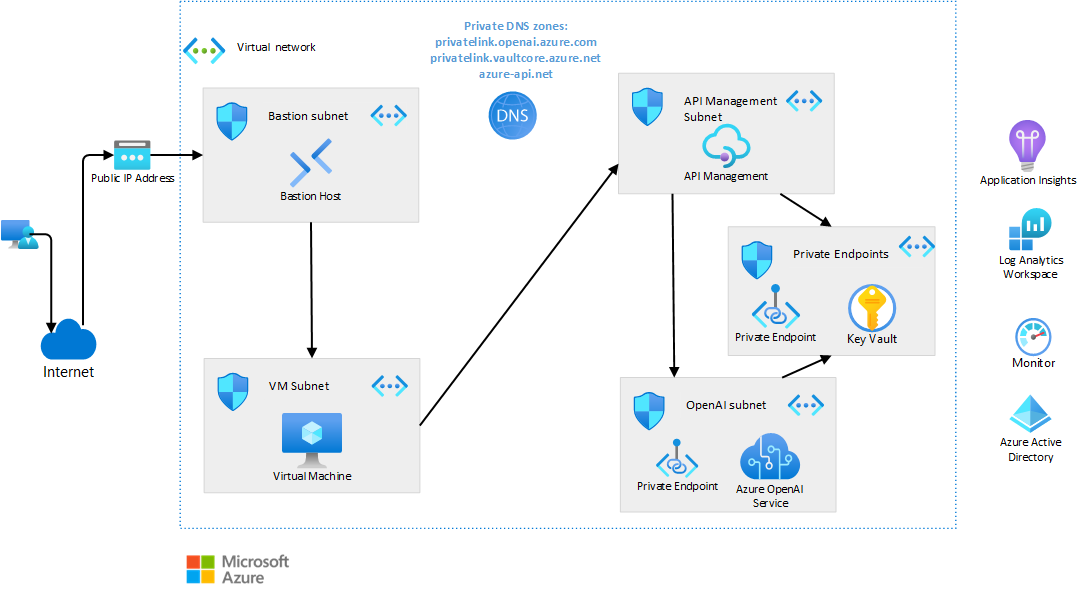 Private DNS zones:
privatelink.openai.azure.com
privatelink.vaultcore.azure.net
azure-api.net
DNS
Virtual network
Bastion subnet
Bastion Host
Public IP Address
Internet
VM Subnet
Virtual Machine
API Management
Subnet
API Management
Private Endpoints
Private Endpoint
Key Vault
OpenAI subnet
Private Endpoint
Azure OpenAI
Service
Application Insights
Log Analytics
Workspace
Monitor
Azure Active
Directory
Microsoft
Azure